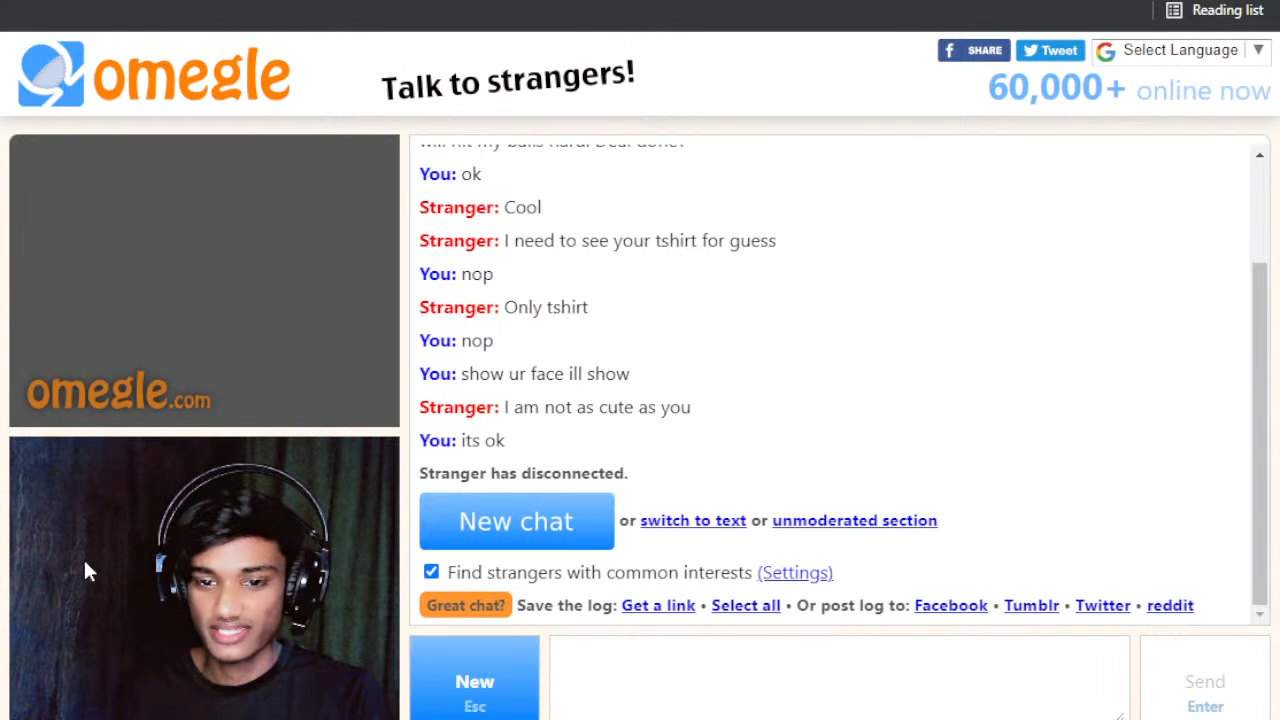 Reading list
omegle
Talk to strangers!
SHARE
Tweet
Select Language
60,000+ online now
You: ok
Stranger: Cool
Stranger: I need to see your tshirt for guess
You: nop
Stranger: Only tshirt
You: nop
You: show ur face ill show
Stranger: I am not as cute as you
You: its ok
Stranger has disconnected.
New chat or switch to text or unmoderated section
Find strangers with common interests (Settings)
Great chat? Save the log: Get a link • Select all • Or post log to: Facebook • Tumblr • Twitter • reddit
omegle.com
New
Esc
Send
Enter